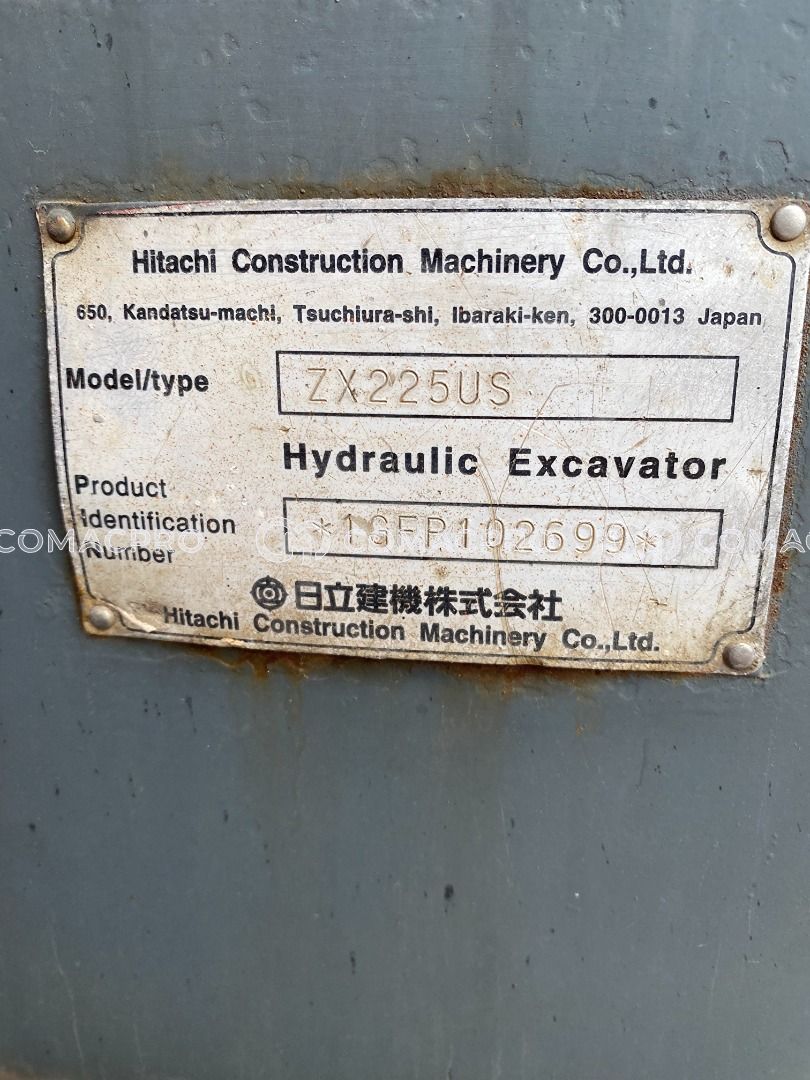 Hitachi Construction Machinery Co.,Ltd.
650, Kandatsu-machi, Tsuchiura-shi, Ibaraki-ken, 300-0013 Japan
Model/type ZX225US
Hydraulic Excavator
Product
Identification
Number
*1GFP102699*
COMACPRO
日立建機株式会社
Hitachi Construction Machinery Co.,Ltd.